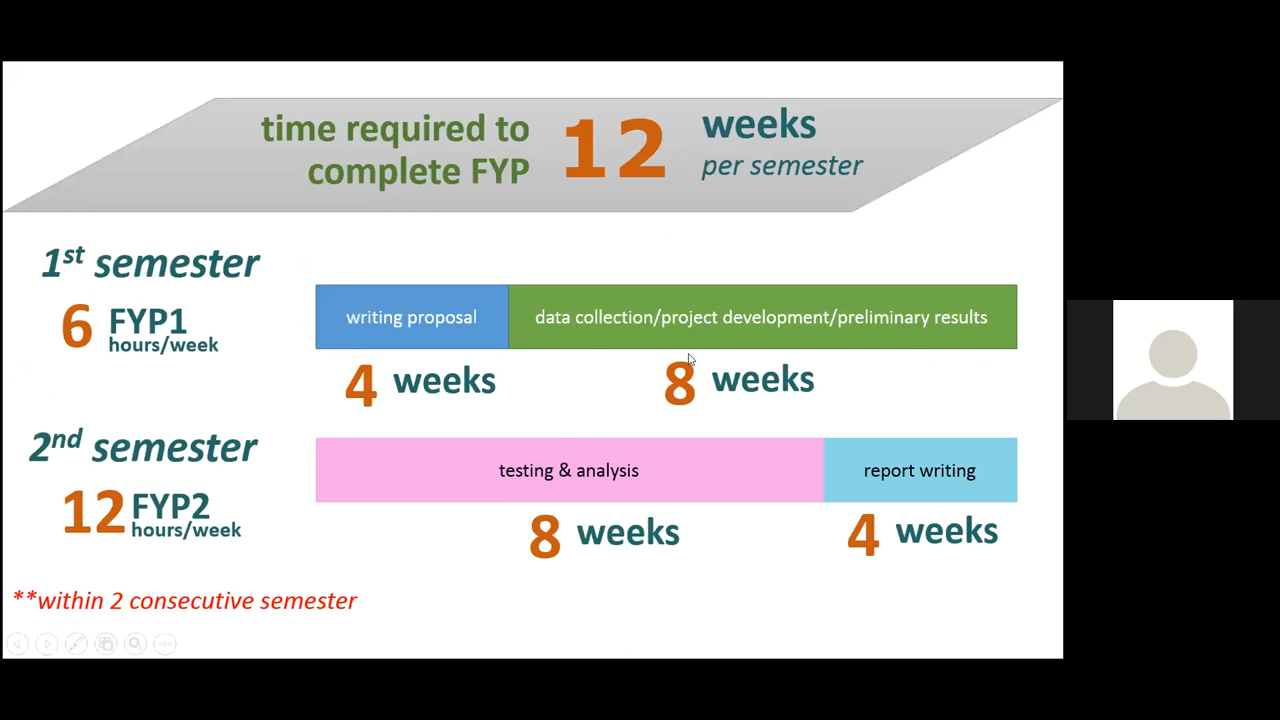 time required to
complete FYP
12
weeks
per semester
1st semester
6 FYP1
hours/week
writing proposal
data collection/project development/preliminary results
4 weeks
8 weeks
2nd semester
12 FYP2
hours/week
testing & analysis
report writing
8 weeks
4 weeks
**within 2 consecutive semester